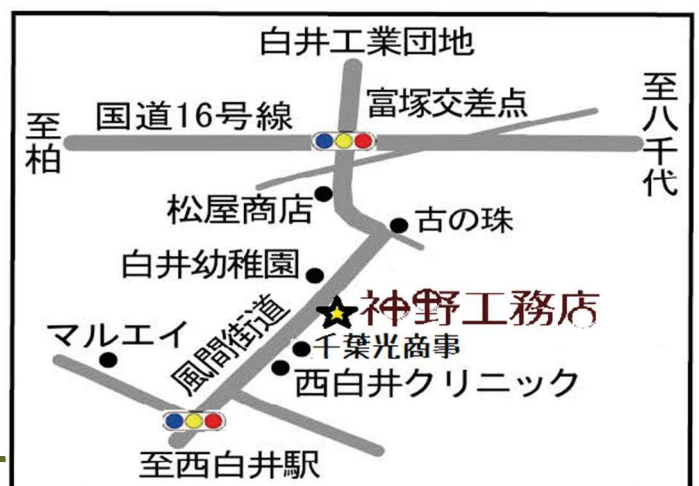 白井工業団地
国道16号線
富塚交差点
至柏
至八千代
松屋商店
古の珠
白井幼稚園
神野工務店
風間街道
マルエイ
千葉光商事
西白井クリニック
至西白井駅